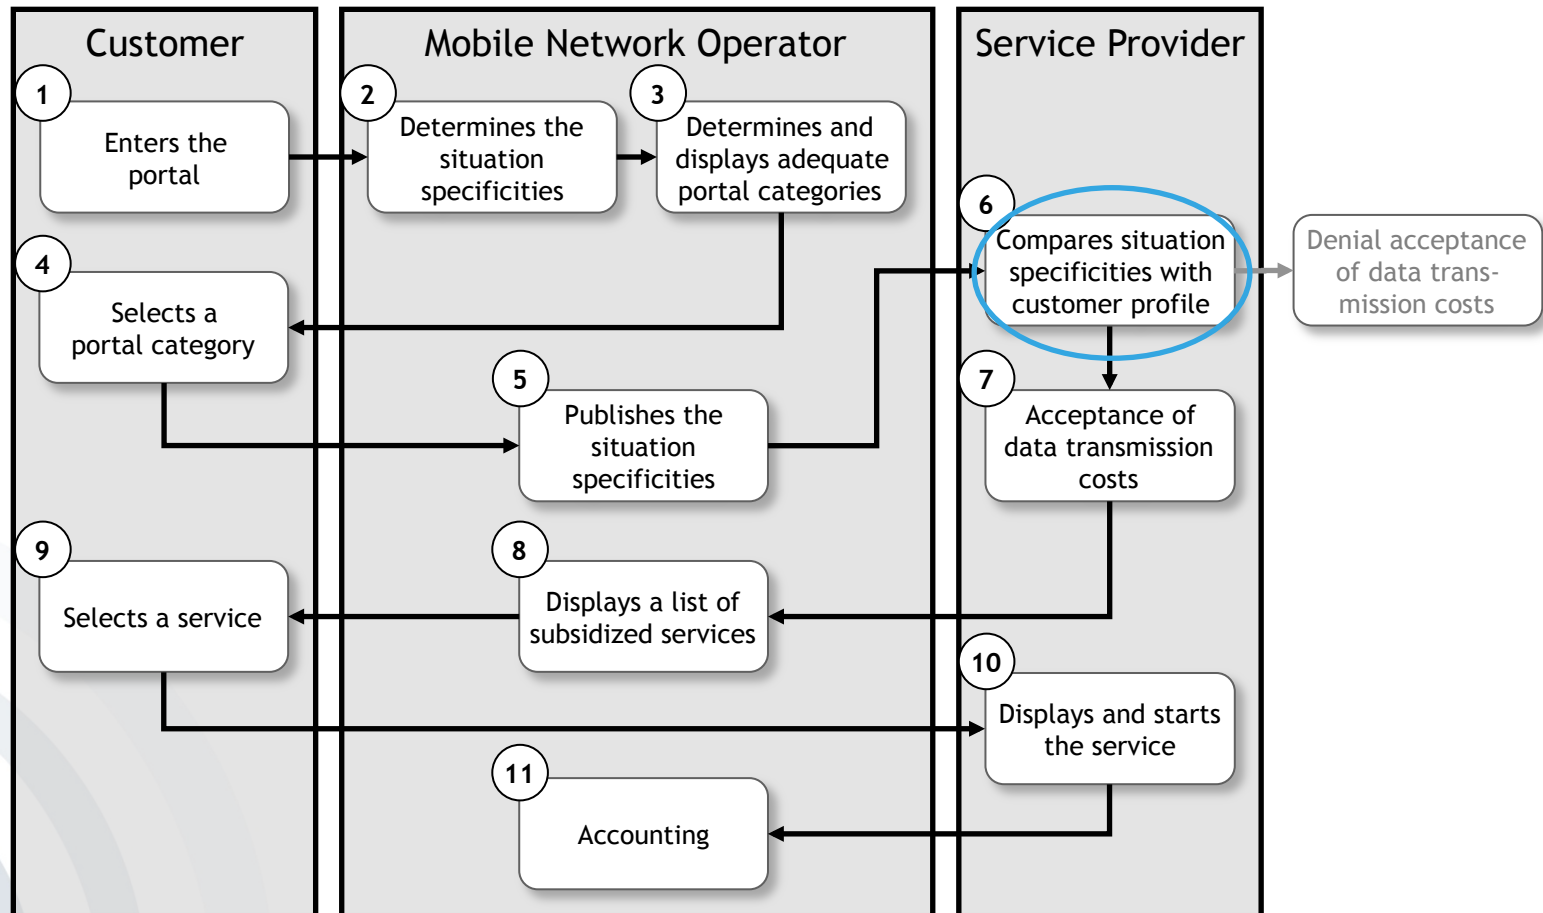 Customer
Mobile Network Operator
Service Provider
1
Enters the
portal
2
Determines the
situation
specificities
3
Determines and
displays adequate
portal categories
4
Selects a
portal category
5
Publishes the
situation
specificities
6
Compares situation
specificities with
customer profile
Denial acceptance
of data trans-
mission costs
7
Acceptance of
data transmission
costs
8
Displays a list of
subsidized services
9
Selects a service
10
Displays and starts
the service
11
Accounting